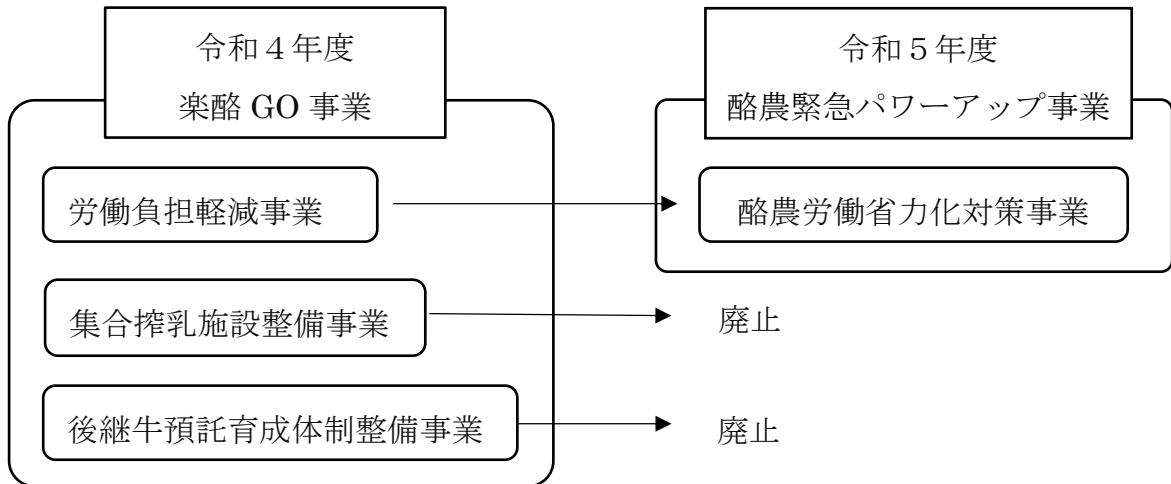 令和４年度
楽酪 GO 事業
労働負担軽減事業
集合搾乳施設整備事業
後継牛預託育成体制整備事業
令和５年度
酪農緊急パワーアップ事業
酪農労働省力化対策事業
廃止
廃止